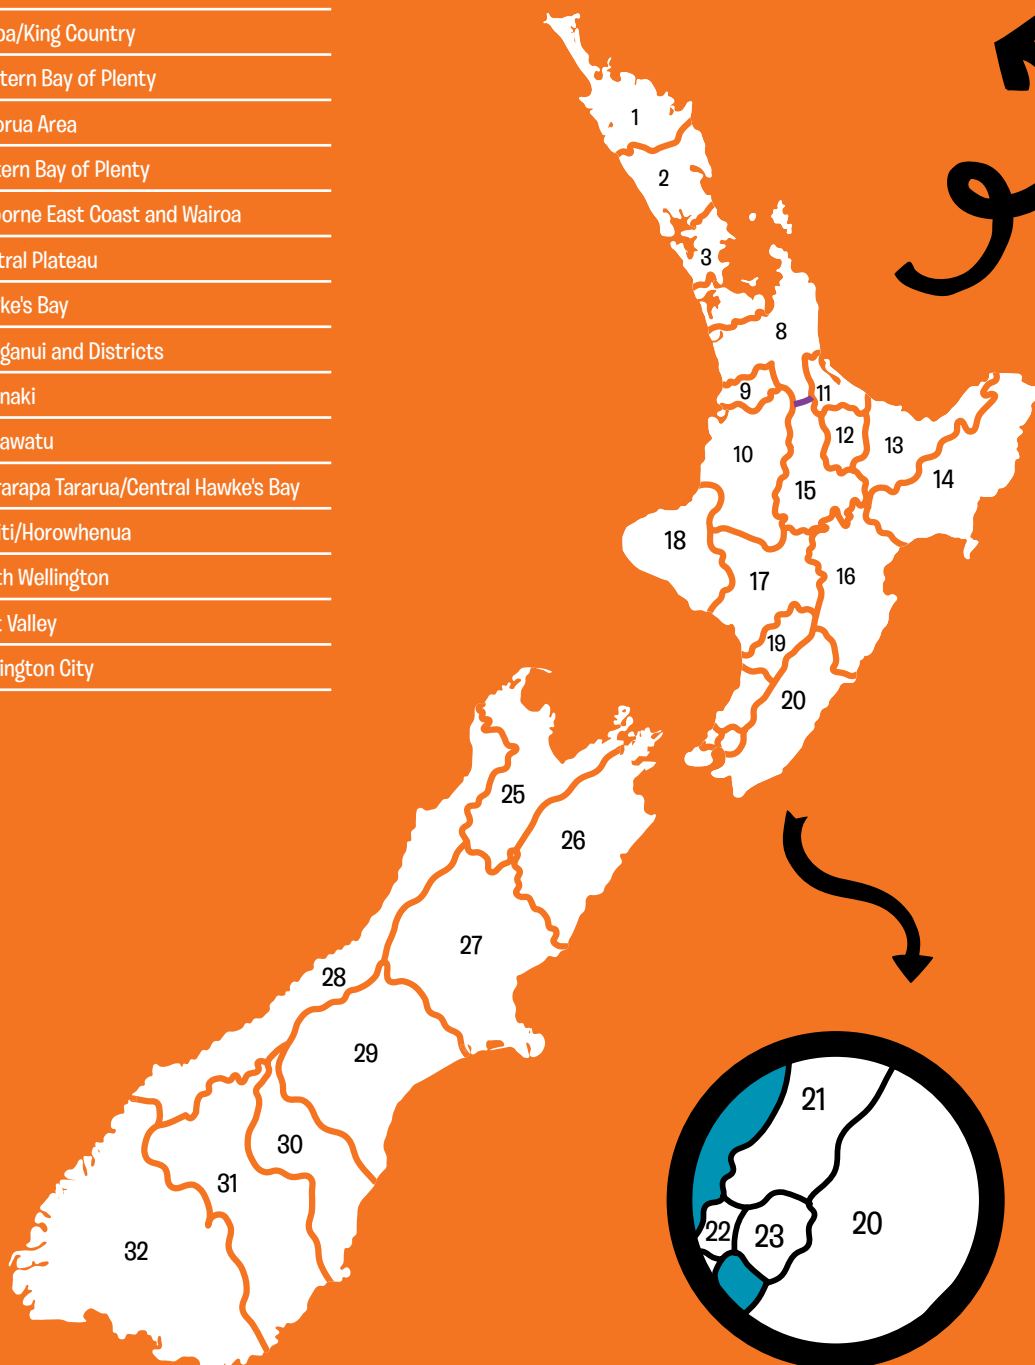 pa/King Country
tern Bay of Plenty
orua Area
tern Bay of Plenty
orne East Coast and Wairoa
tral Plateau
ke's Bay
ganui and Districts
naki
awatu
rarapa Tararua/Central Hawke's Bay
iti/Horowhenua
th Wellington
t Valley
ington City
1
2
3
8
9
11
12
13
10
14
15
18
17
16
19
20
25
26
27
28
29
30
31
32
21
22
23
20